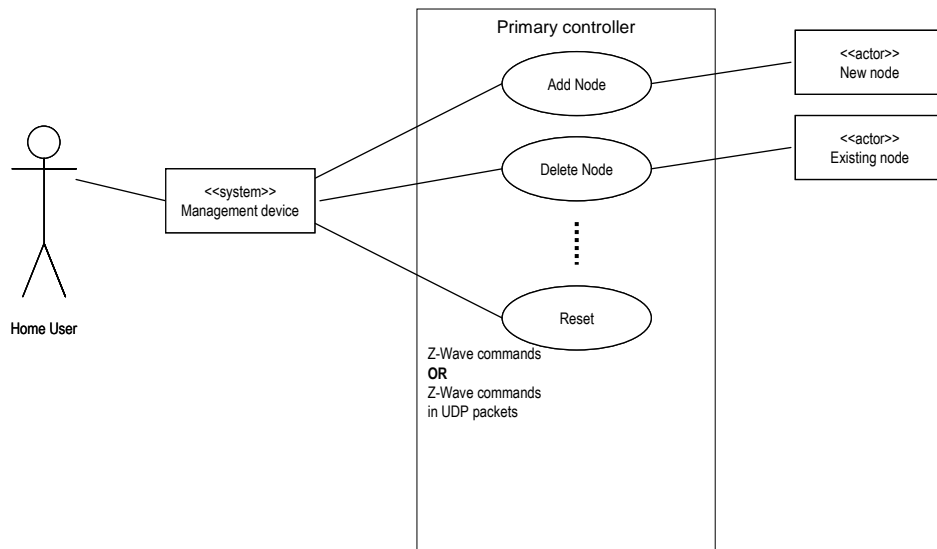 Primary controller
<<actor>>
New node
Add Node
<<actor>>
Existing node
Delete Node
<<system>>
Management device
Home User
Reset
Z-Wave commands
OR
Z-Wave commands
in UDP packets